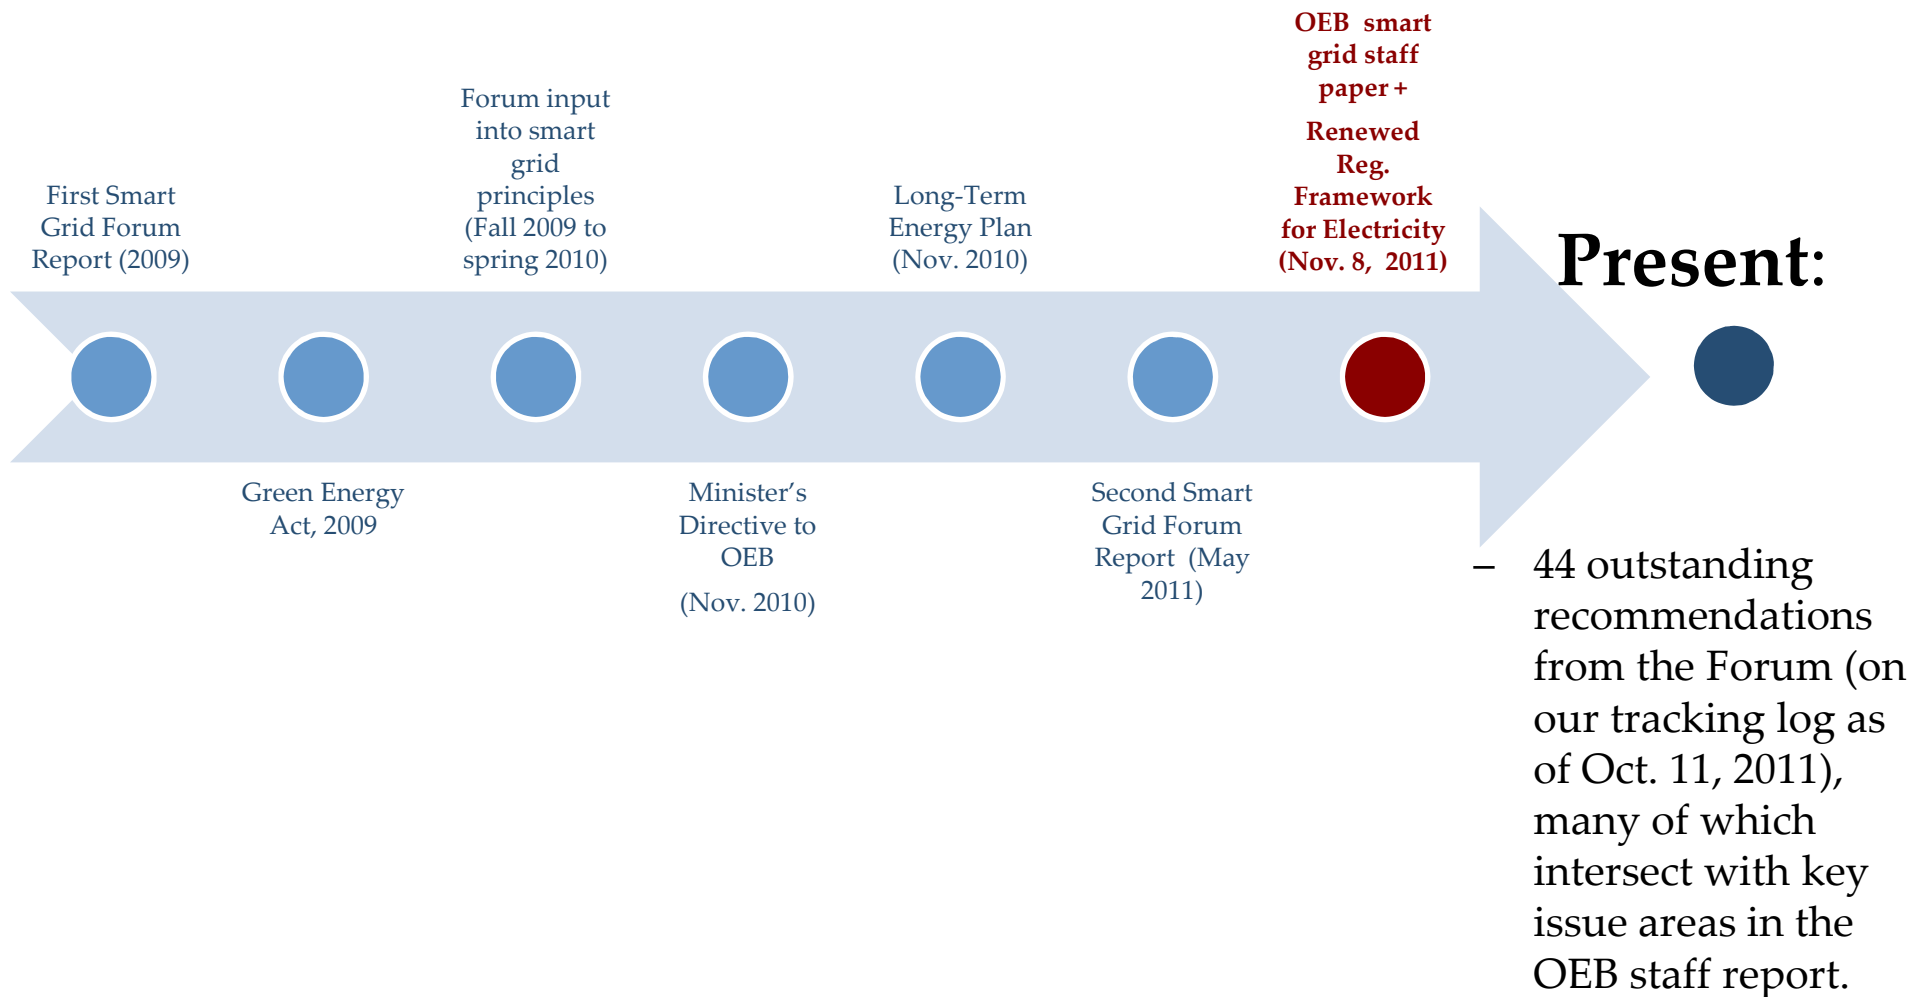 First Smart
Grid Forum
Report (2009)
Green Energy
Act, 2009
Forum input
into smart
grid
principles
(Fall 2009 to
spring 2010)
Minister’s
Directive to
OEB
(Nov. 2010)
Long-Term
Energy Plan
(Nov. 2010)
Second Smart
Grid Forum
Report (May
2011)
OEB smart
grid staff
paper +
Renewed
Reg.
Framework
for Electricity
(Nov. 8, 2011)
Present:
– 44 outstanding
recommendations
from the Forum (on
our tracking log as
of Oct. 11, 2011),
many of which
intersect with key
issue areas in the
OEB staff report.